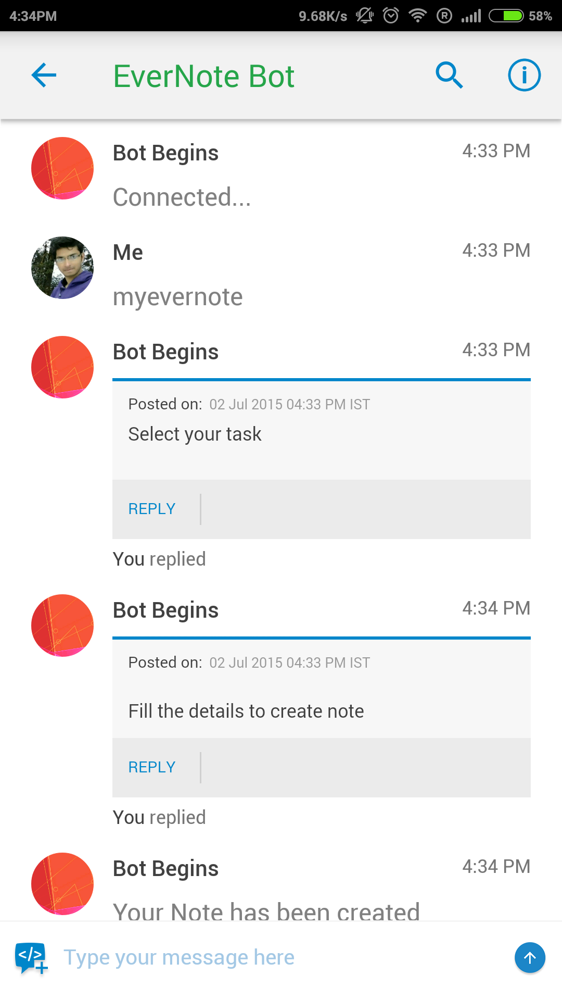 4:34PM 9.68K/s R 58%
EverNote Bot i
Bot Begins 4:33 PM
Connected...
Me 4:33 PM
myevernote
Bot Begins 4:33 PM
Posted on: 02 Jul 2015 04:33 PM IST
Select your task
REPLY
You replied
Bot Begins 4:34 PM
Posted on: 02 Jul 2015 04:33 PM IST
Fill the details to create note
REPLY
You replied
Bot Begins 4:34 PM
Your Note has been created
</> + Type your message here